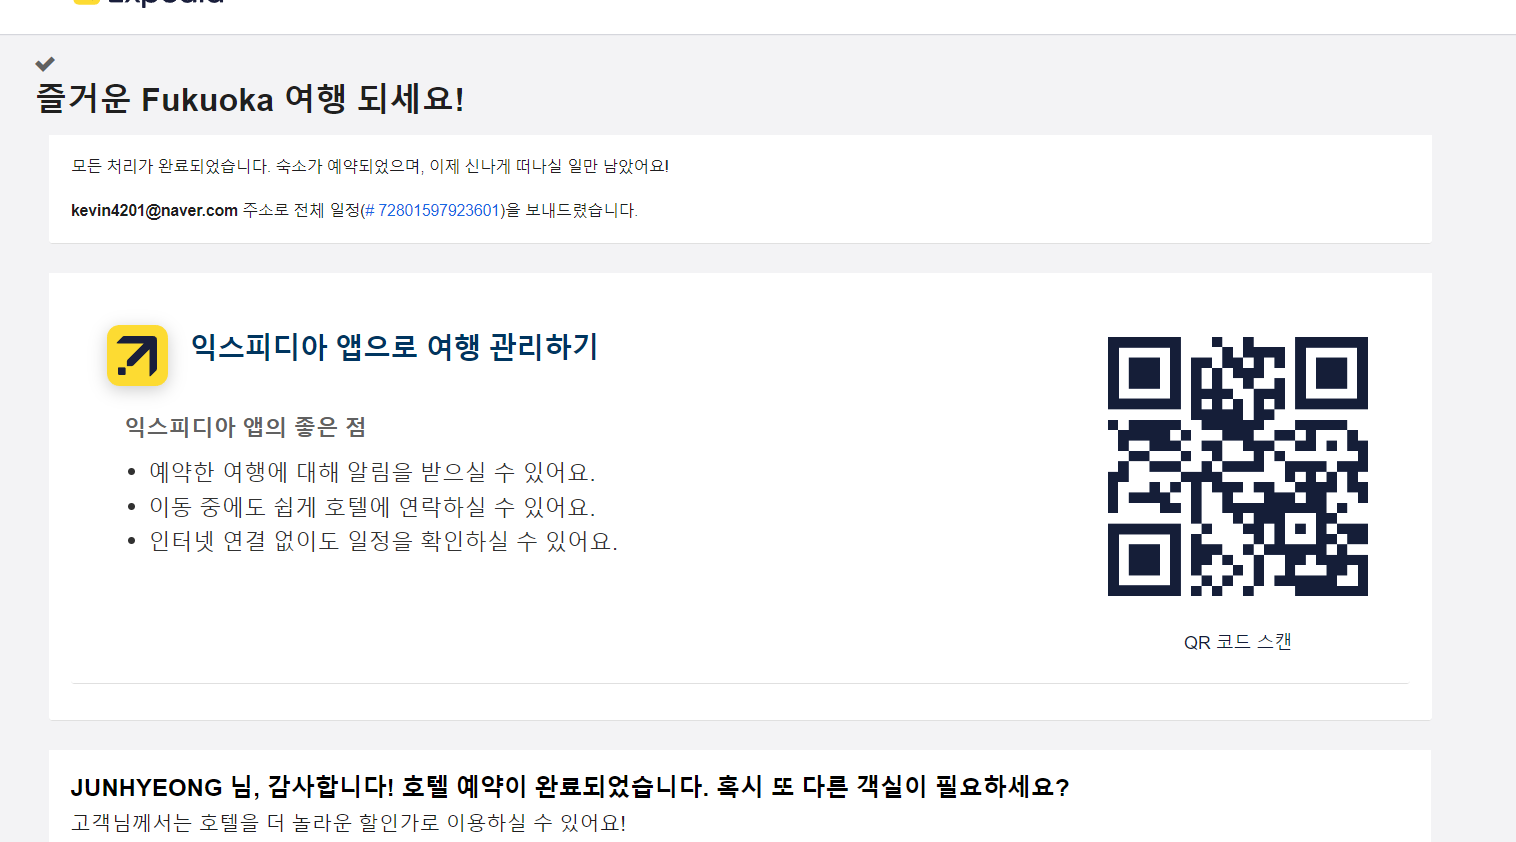 Expedia
즐거운 Fukuoka 여행 되세요!
모든 처리가 완료되었습니다. 숙소가 예약되었으며, 이제 신나게 떠나실 일만 남았어요!
kevin4201@naver.com 주소로 전체 일정(# 72801597923601)을 보내드렸습니다.
익스피디아 앱으로 여행 관리하기
익스피디아 앱의 좋은 점
• 예약한 여행에 대해 알림을 받으실 수 있어요.
• 이동 중에도 쉽게 호텔에 연락하실 수 있어요.
• 인터넷 연결 없이도 일정을 확인하실 수 있어요.
QR 코드 스캔
JUNHYEONG 님, 감사합니다! 호텔 예약이 완료되었습니다. 혹시 또 다른 객실이 필요하세요?
고객님께서는 호텔을 더 놀라운 할인가로 이용하실 수 있어요!